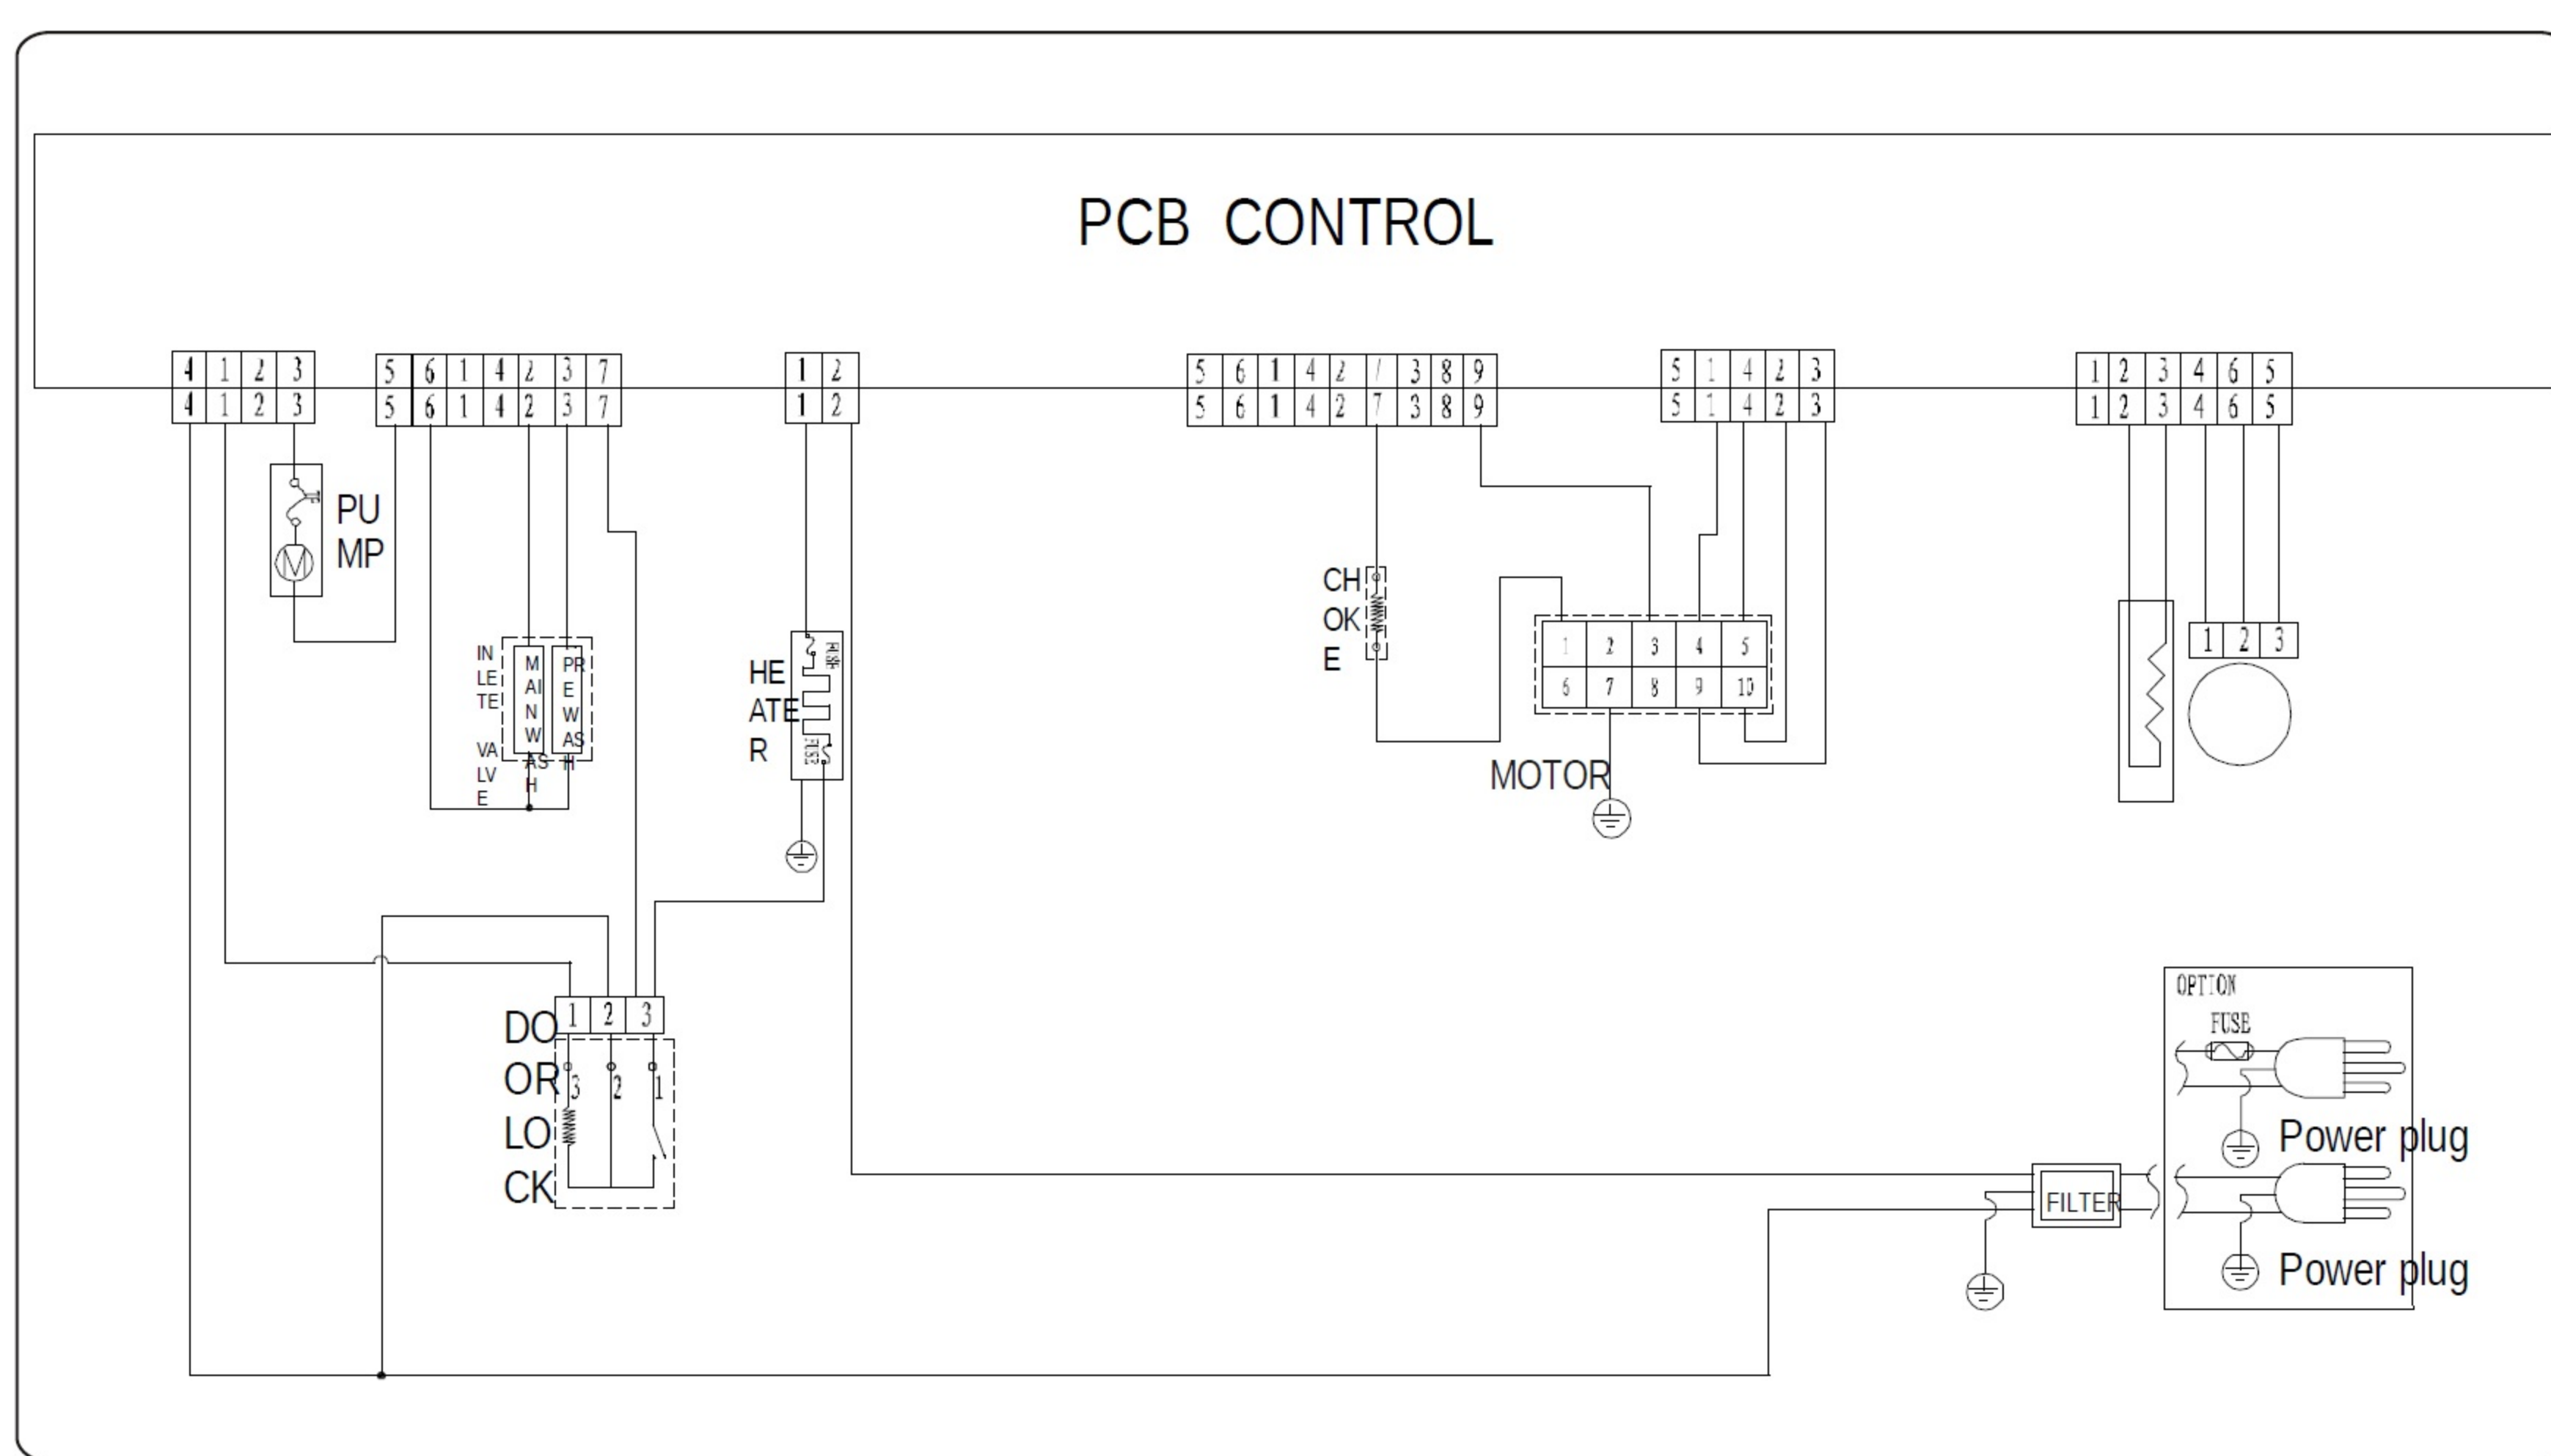 PCB CONTROL
4 1 2 3
4 1 2 3
5 6 1 4 2 3 7
5 6 1 4 2 3 7
1 2
1 2
5 6 1 4 2 7 3 8 9
5 6 1 4 2 7 3 8 9
5 1 4 2 3
5 1 4 2 3
1 2 3 4 6 5
1 2 3 4 6 5
PU
MP
M
IN
LE
TE
VA
LV
E
M
AI
N
W
AS
H
PR
E
W
AS
H
HE
ATE
R
FUSE
FUSE
CH
OK
E
1 2 3 4 5
6 7 8 9 10
MOTOR
1 2 3
1 2 3
DO
OR
LO
CK
3 2 1
FILTER
OPTION
FUSE
Power plug
Power plug